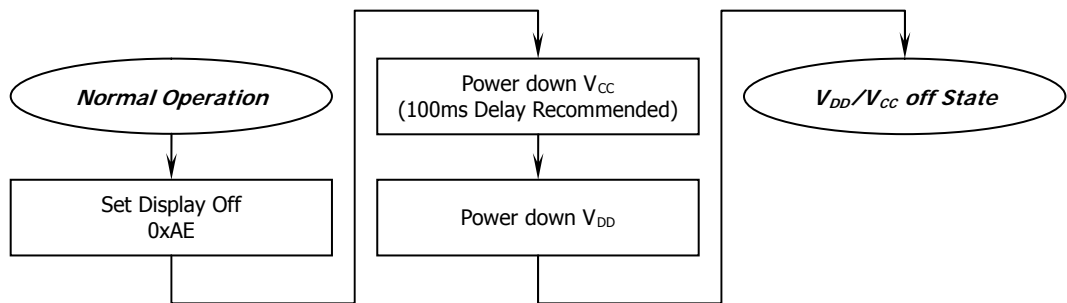 Normal Operation
Set Display Off
0xAE
Power down VCC
(100ms Delay Recommended)
Power down VDD
VDD/VCC off State